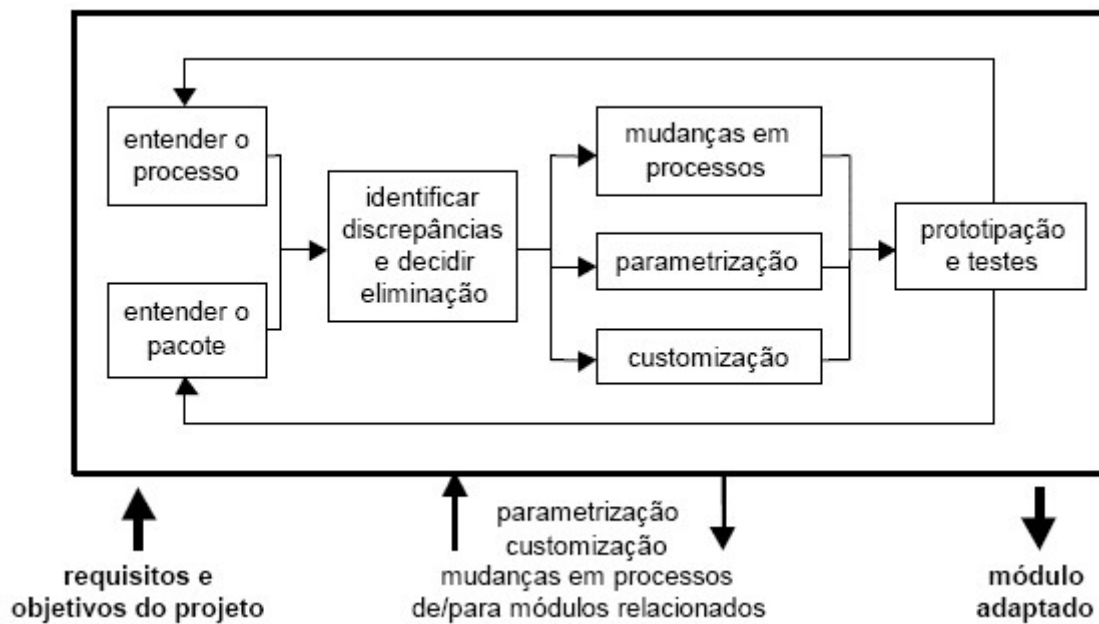 entender o
processo
entender o
pacote
identificar
discrepâncias
e decidir
eliminação
mudanças em
processos
parametrização
customização
prototipação
e testes
requisitos e
objetivos do projeto
parametrização
customização
mudanças em processos
de/para módulos relacionados
módulo
adaptado